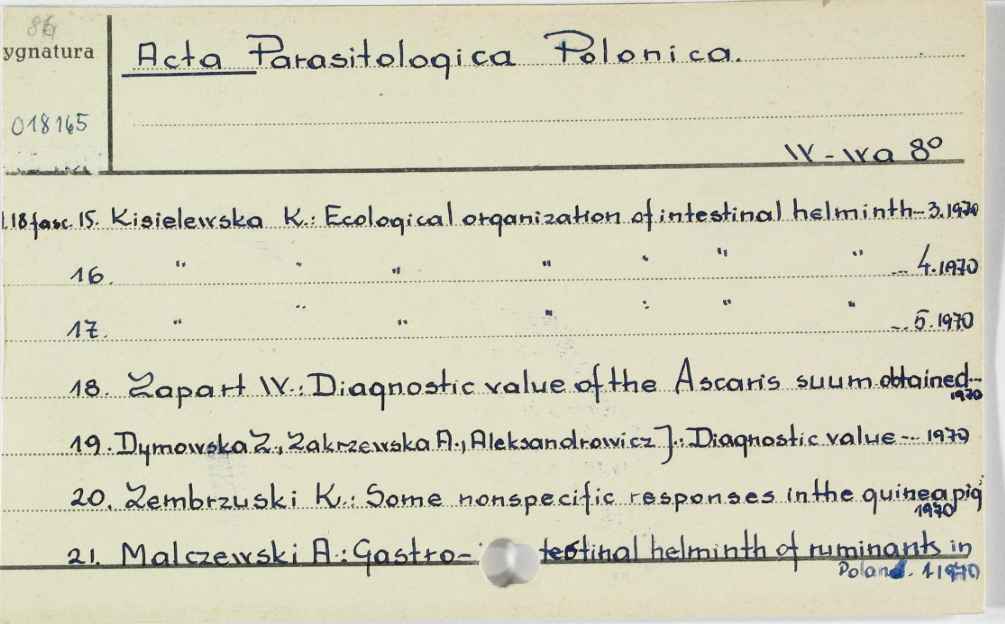 86
ygnatura
Acta Parasitologica Polonica.
018165
W-wa 8°
t.18 fasc. 15. Kisielewska K.: Ecological organization of intestinal helminth-3.1970
16. " " " " " " " -- 4.1970
17. " " " " " " " -- 5.1970
18. Zapart W.: Diagnostic value of the Ascaris suum obtained--
1970
19. Dymowska Z., Zakrzewska A., Aleksandrowicz J.: Diagnostic value -- 1970
20. Zembrzuski K.: Some nonspecific responses in the quinea pig
1970
21. Malczewski A.: Gastro- testinal helminth of ruminants in
Poland. 1.1970